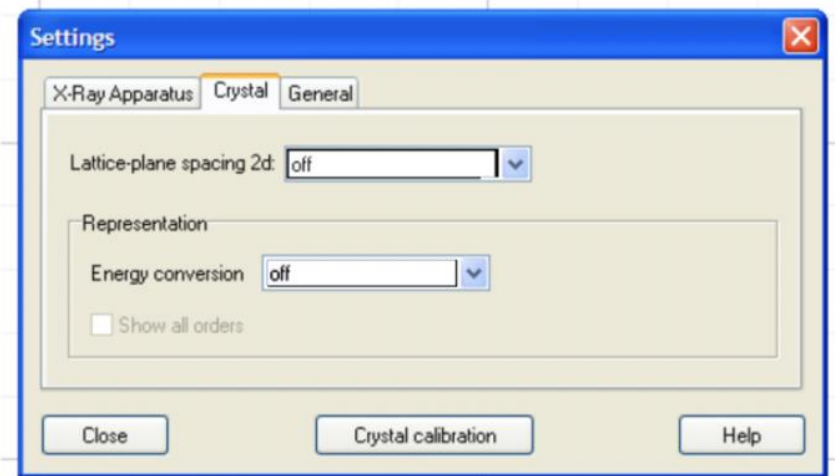 Settings
X-Ray Apparatus Crystal General
Lattice-plane spacing 2d: off
Representation
Energy conversion off
Show all orders
Close Crystal calibration Help